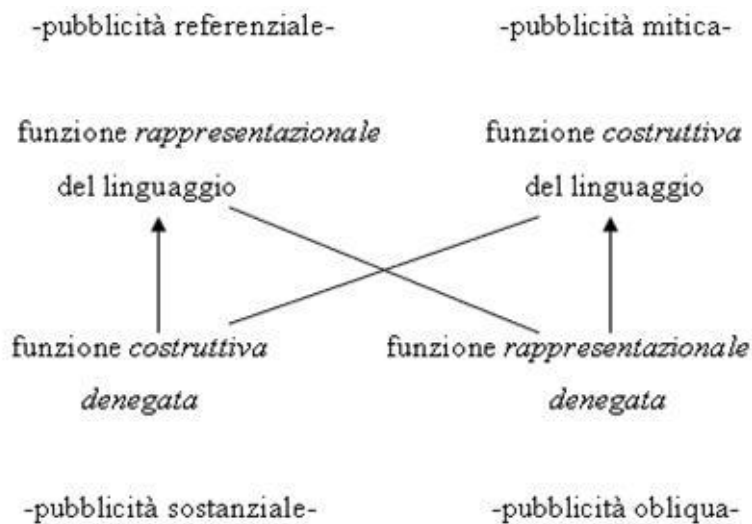 -pubblicità referenziale-
-pubblicità mitica-
funzione rappresentazionale
del linguaggio
funzione costruttiva
del linguaggio
funzione costruttiva
denegata
funzione rappresentazionale
denegata
-pubblicità sostanziale-
-pubblicità obliqua-